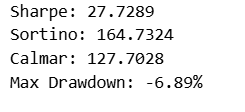 Sharpe: 27.7289
Sortino: 164.7324
Calmar: 127.7028
Max Drawdown: -6.89%